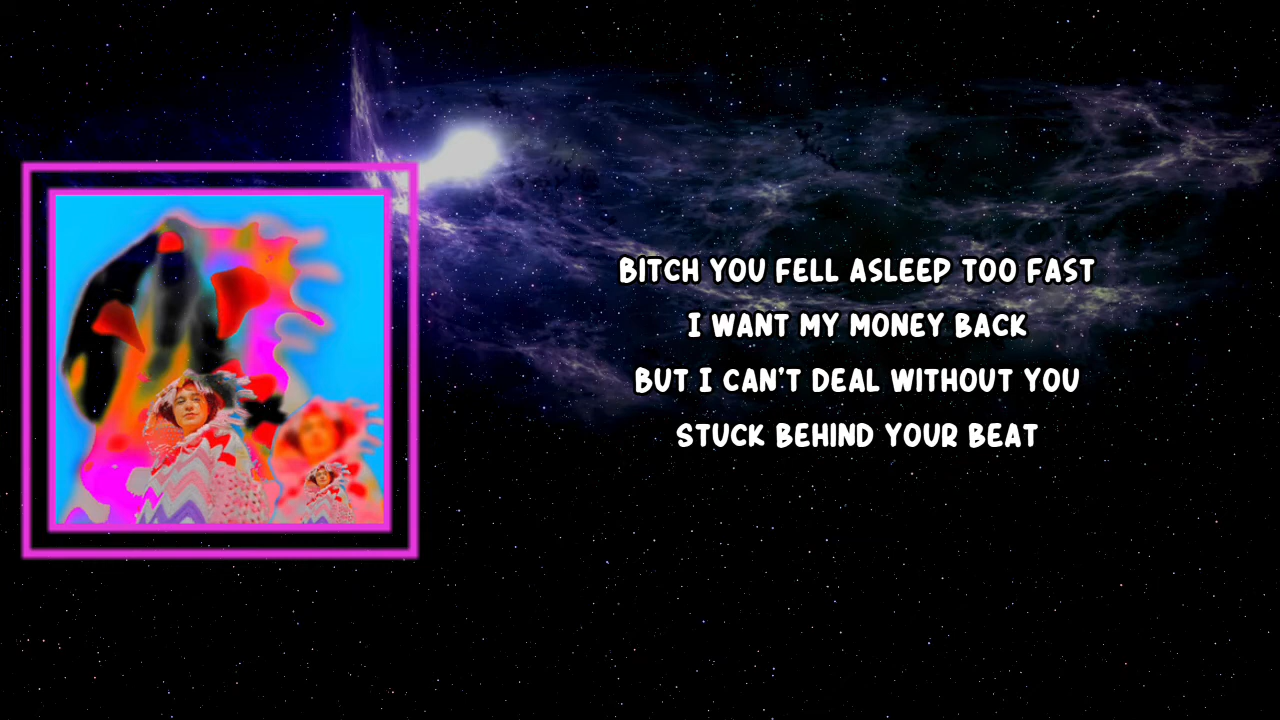 BITCH YOU FELL ASLEEP TOO FAST
I WANT MY MONEY BACK
BUT I CAN'T DEAL WITHOUT YOU
STUCK BEHIND YOUR BEAT